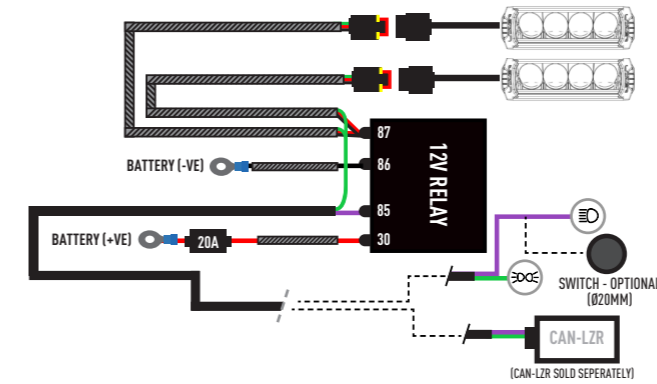 87
BATTERY (-VE)
86
12V RELAY
85
BATTERY (+VE)
20A
30
SWITCH - OPTIONAL
(Ø20MM)
CAN-LZR
(CAN-LZR SOLD SEPERATELY)